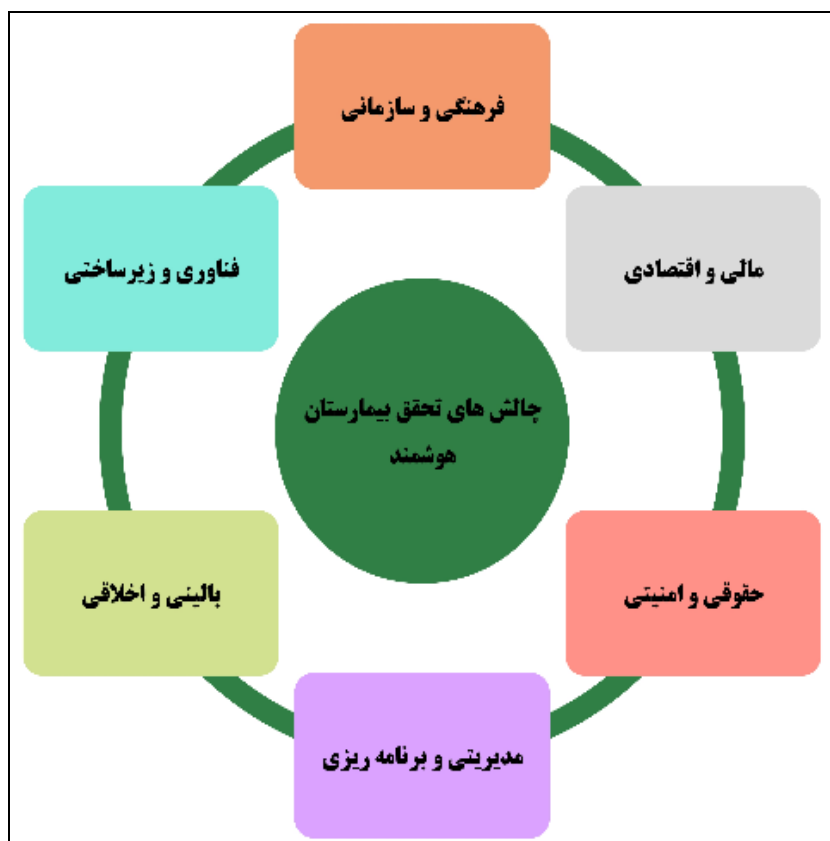 فرهنگی و سازمانی
فناوری و زیرساختی
مالی و اقتصادی
چالش های تحقق بیمارستان
هوشمند
بالینی و اخلاقی
حقوقی و امنیتی
مدیریتی و برنامه ریزی